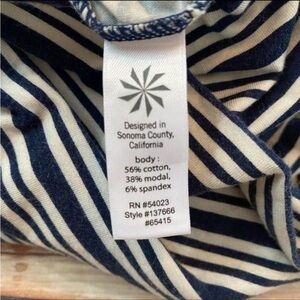 Designed in
Sonoma County,
California
body :
56% cotton,
38% modal,
6% spandex
RN #54023
Style #137666
#65415